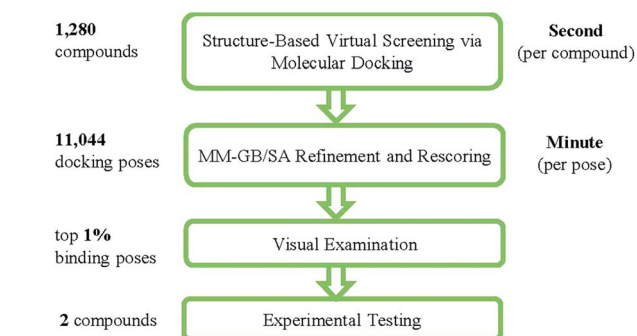 1,280
compounds
Structure-Based Virtual Screening via
Molecular Docking
Second
(per compound)
11,044
docking poses
MM-GB/SA Refinement and Rescoring
Minute
(per pose)
top 1%
binding poses
Visual Examination
2 compounds
Experimental Testing